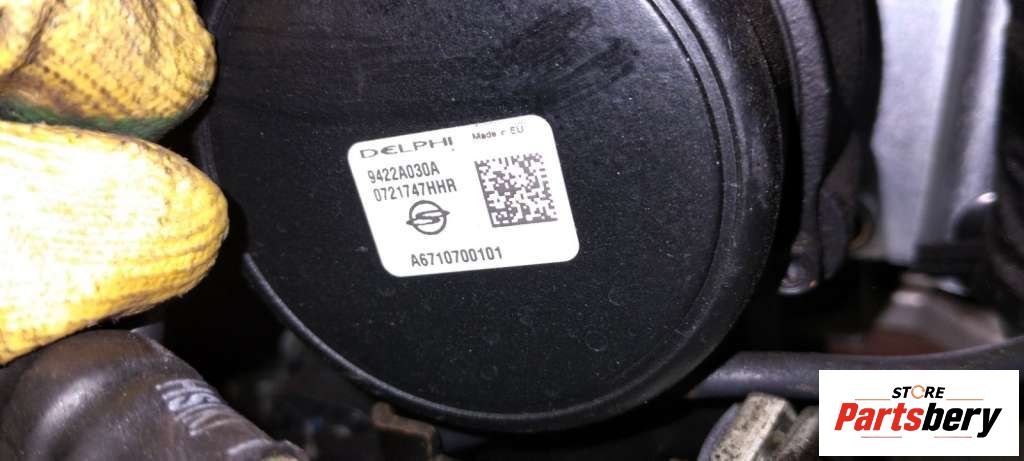 DELPHI
Made in EU
9422A030A
0721747HHR
A6710700101
STORE
Partsbery